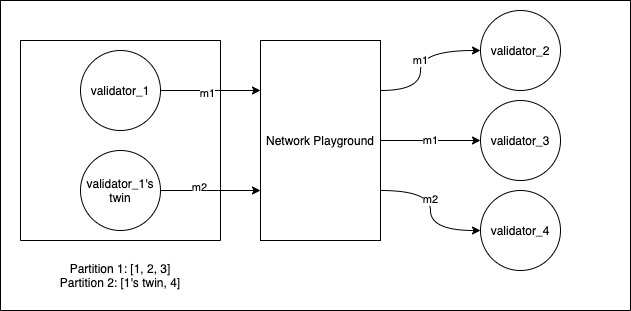 validator_1
m1
validator_1's
twin
m2
Network Playground
m1
validator_2
m1
validator_3
m2
validator_4
Partition 1: [1, 2, 3]
Partition 2: [1's twin, 4]